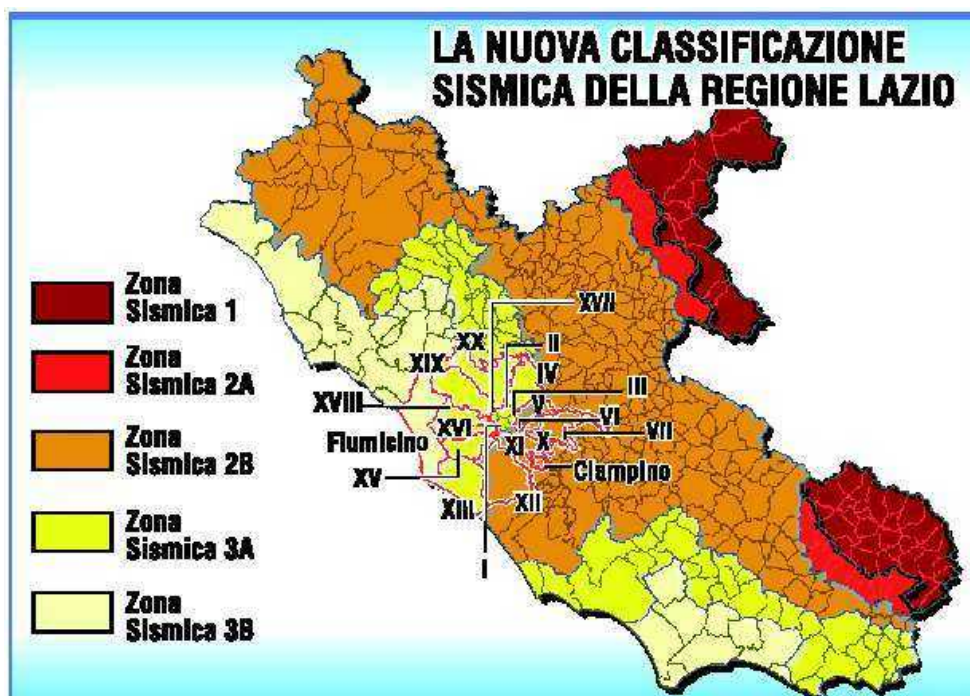 LA NUOVA CLASSIFICAZIONE
SISMICA DELLA REGIONE LAZIO
Zona
Sismica 1
Zona
Sismica 2A
Zona
Sismica 2B
Zona
Sismica 3A
Zona
Sismica 3B
XVII
XX
II
XIX
IV
III
XVIII
V
VI
XVI
Fiumicino
XI
X
VII
XV
Ciampino
XIII
XII
I